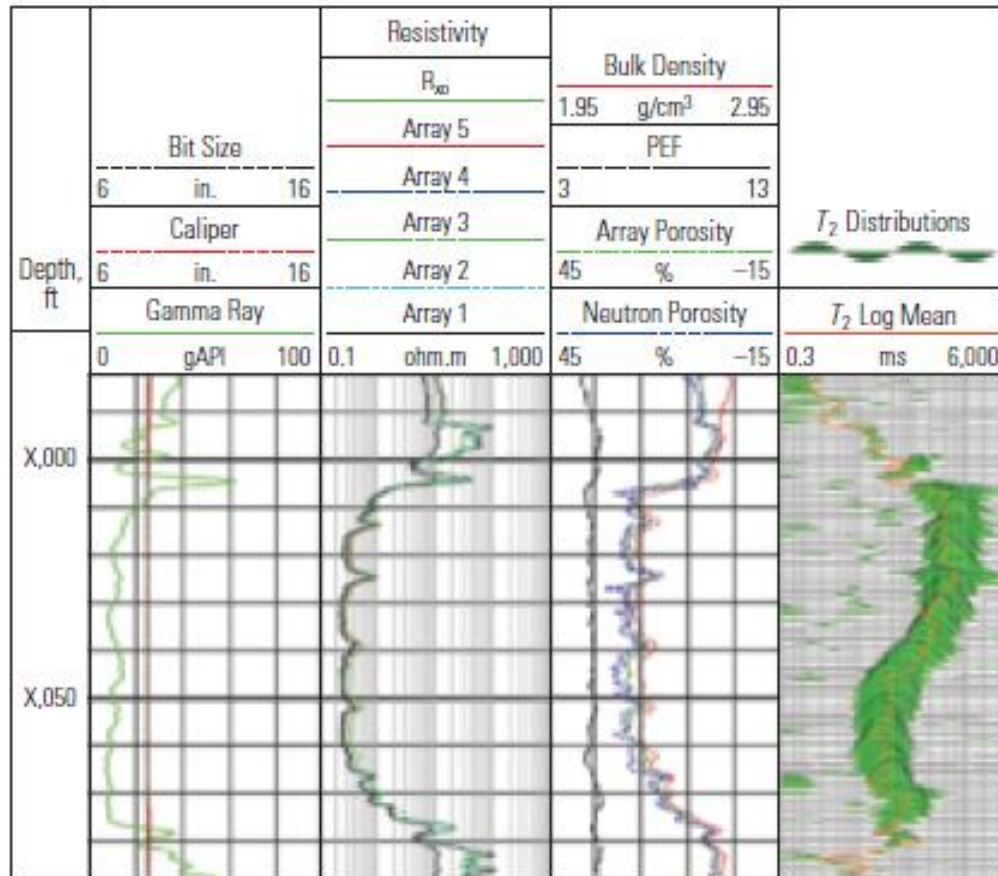 Depth,
ft
Bit Size
6 in. 16
Caliper
6 in. 16
Gamma Ray
0 gAPI 100
Resistivity
Rxo
Array 5
Array 4
Array 3
Array 2
Array 1
0.1 ohm.m 1,000
Bulk Density
1.95 g/cm³ 2.95
PEF
3 13
Array Porosity
45 % –15
Neutron Porosity
45 % –15
T2 Distributions
T2 Log Mean
0.3 ms 6,000
X,000
X,050